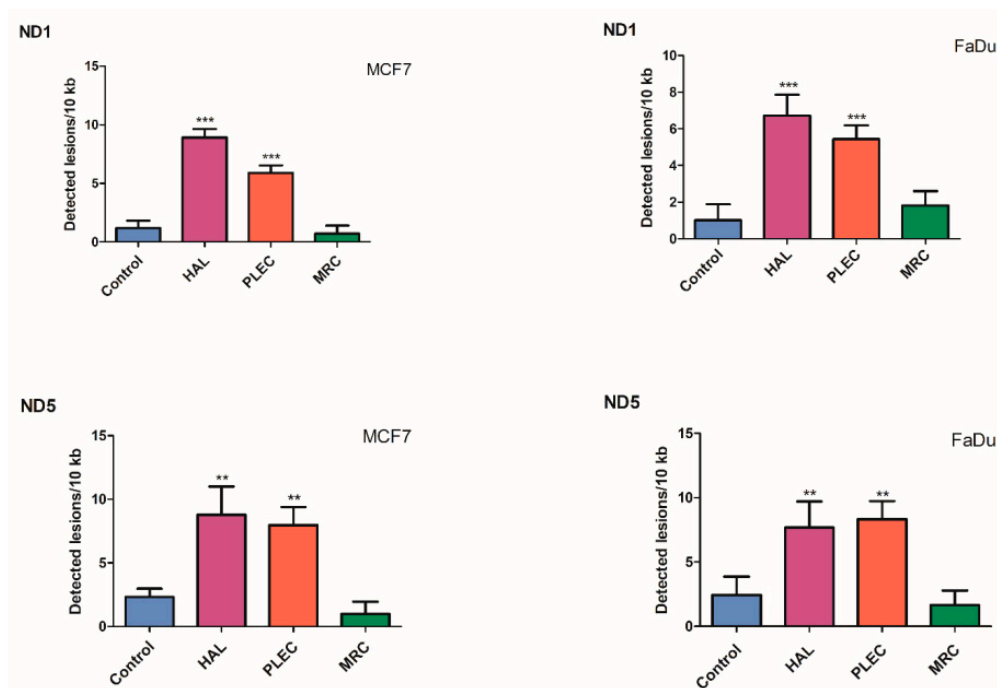 ND1
MCF7
Detected lesions/10 kb
15
10
5
0
***
***
Control
HAL
PLEC
MRC
ND1
FaDu
Detected lesions/10 kb
10
8
6
4
2
0
***
***
Control
HAL
PLEC
MRC
ND5
MCF7
Detected lesions/10 kb
15
10
5
0
**
**
Control
HAL
PLEC
MRC
ND5
FaDu
Detected lesions/10 kb
15
10
5
0
**
**
Control
HAL
PLEC
MRC